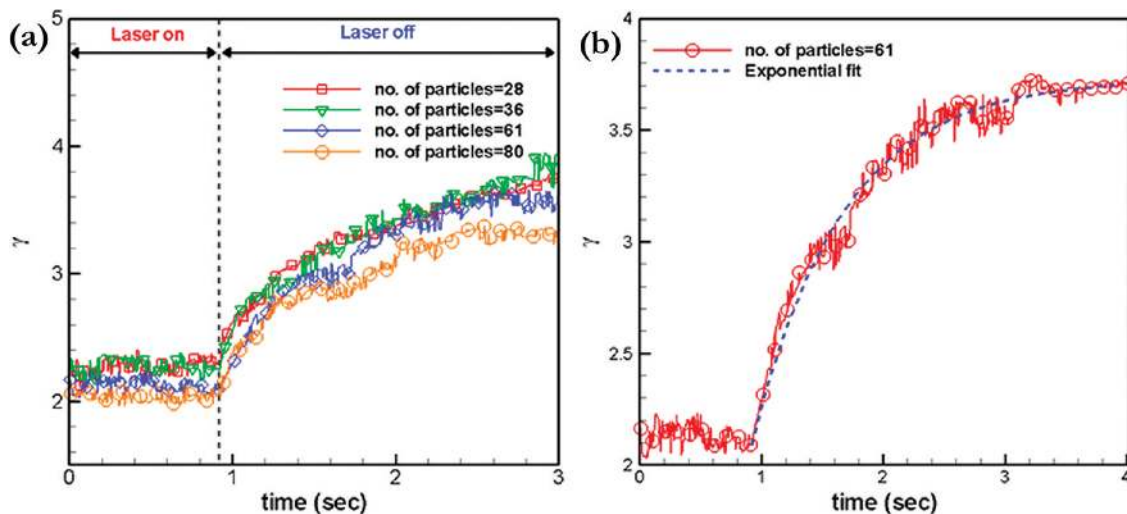 (a)
Laser on
Laser off
no. of particles=28
no. of particles=36
no. of particles=61
no. of particles=80
5
4
3
2
γ
0 1 2 3
time (sec)
(b)
no. of particles=61
Exponential fit
4
3.5
3
2.5
2
γ
0 1 2 3 4
time (sec)